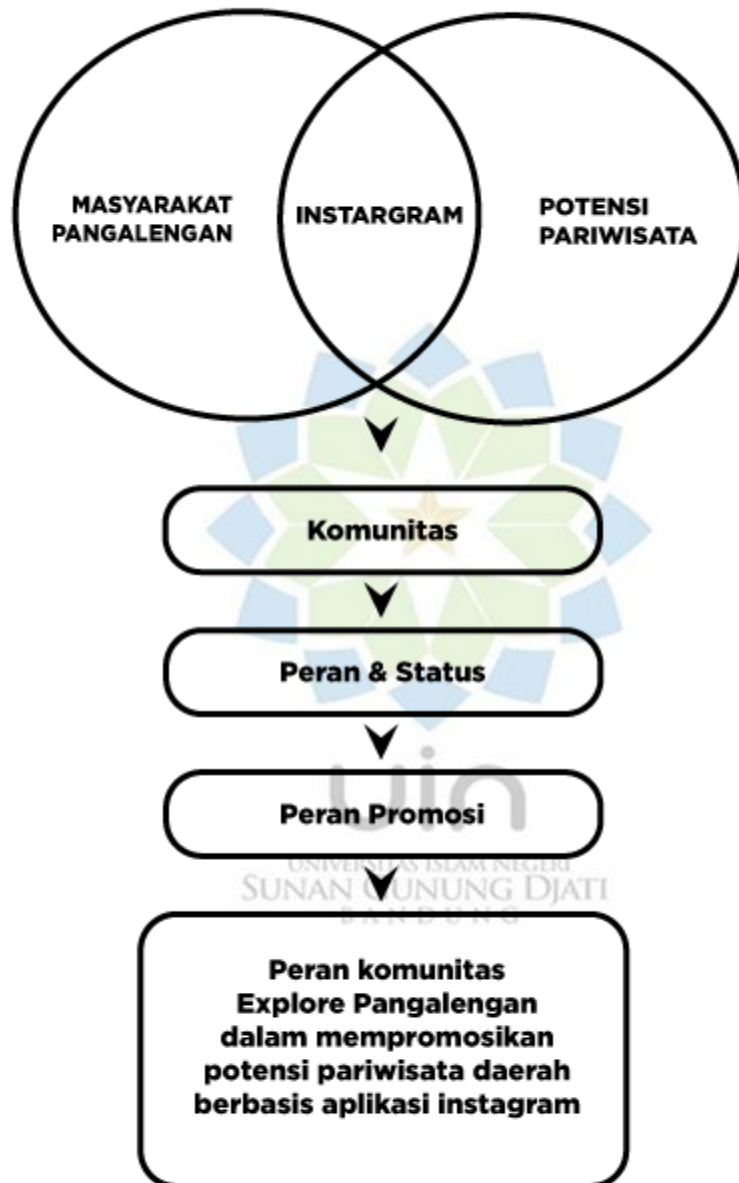 MASYARAKAT
PANGALENGAN
INSTARGRAM
POTENSI
PARIWISATA
Komunitas
Peran & Status
Peran Promosi
uin
UNIVERSITAS ISLAM NEGERI
SUNAN GUNUNG DJATI
BANDUNG
Peran komunitas
Explore Pangalengan
dalam mempromosikan
potensi pariwisata daerah
berbasis aplikasi instagram